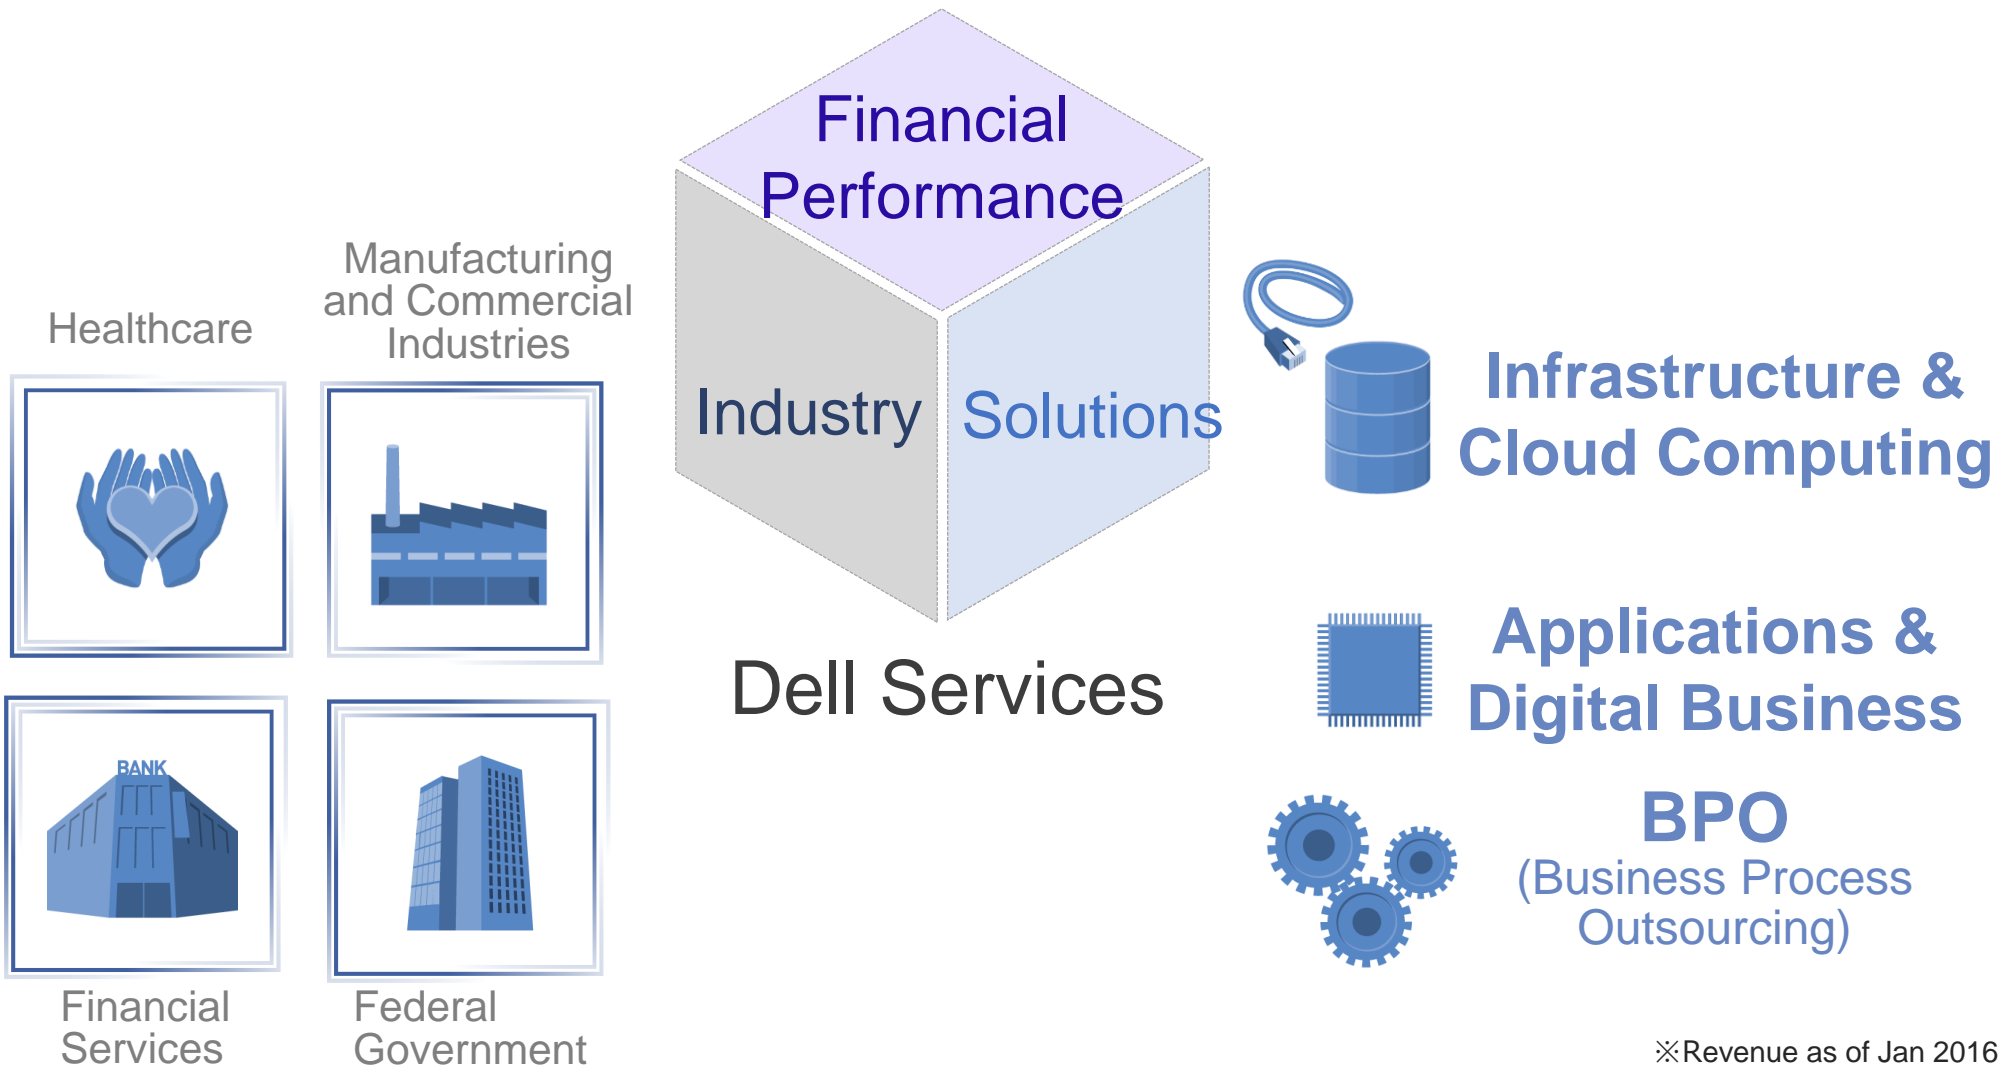 Financial
Performance
Industry
Solutions
Dell Services
Healthcare
Manufacturing
and Commercial
Industries
BANK
Financial
Services
Federal
Government
Infrastructure &
Cloud Computing
Applications &
Digital Business
BPO
(Business Process
Outsourcing)
※Revenue as of Jan 2016